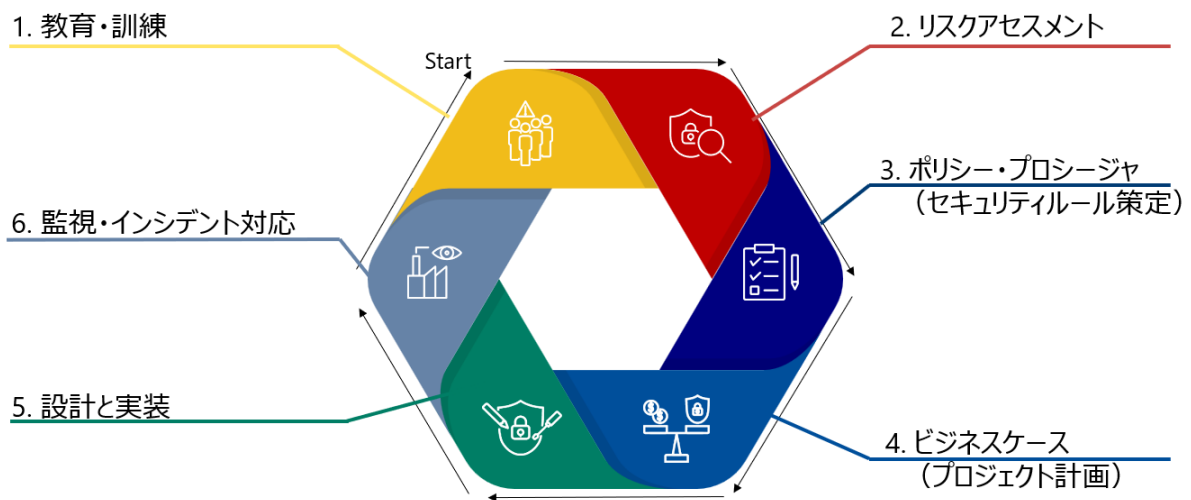 1. 教育・訓練
2. リスクアセスメント
Start
3. ポリシー・プロシージャ
（セキュリティルール策定）
6. 監視・インシデント対応
5. 設計と実装
4. ビジネスケース
（プロジェクト計画）